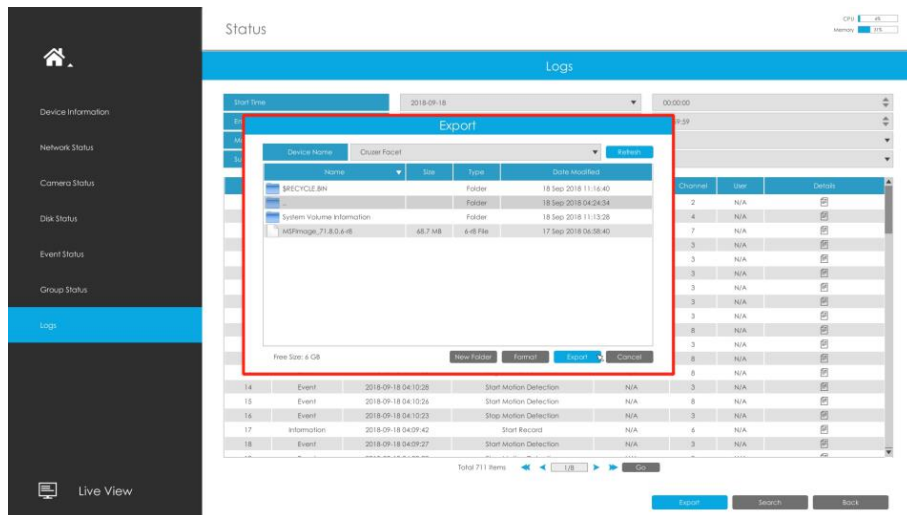 Status
CPU
Memory 31%
Logs
Device Information
Network Status
Camera Status
Disk Status
Event Status
Group Status
Logs
Live View
Start Time 2018-09-18 00:00:00
Export
Device Name Cruzer Facet Refresh
Name Size Type Date Modified
$RECYCLE.BIN Folder 18 Sep 2018 11:16:40
.. Folder 18 Sep 2018 04:24:34
System Volume Information Folder 18 Sep 2018 11:13:28
MSFimage_71.8.0.6-r8 68.7 MB 6-r8 File 17 Sep 2018 06:58:40
Free Size: 6 GB New Folder Format Export Cancel
Channel User Details
2 N/A
4 N/A
7 N/A
3 N/A
3 N/A
3 N/A
3 N/A
3 N/A
8 N/A
3 N/A
8 N/A
8 N/A
14 Event 2018-09-18 04:10:28 Start Motion Detection N/A 3 N/A
15 Event 2018-09-18 04:10:26 Start Motion Detection N/A 8 N/A
16 Event 2018-09-18 04:10:23 Stop Motion Detection N/A 3 N/A
17 Information 2018-09-18 04:09:42 Start Record N/A 6 N/A
18 Event 2018-09-18 04:09:27 Start Motion Detection N/A 3 N/A
Total 711 Items 1/8 Go
Export Search Back